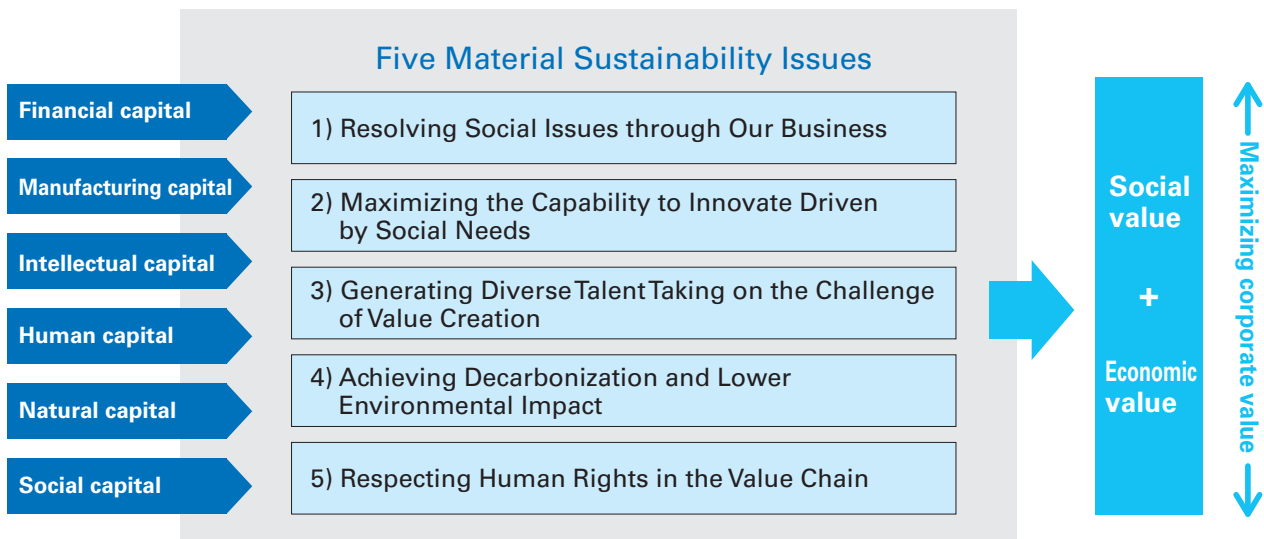 Five Material Sustainability Issues
Financial capital
Manufacturing capital
Intellectual capital
Human capital
Natural capital
Social capital
1) Resolving Social Issues through Our Business
2) Maximizing the Capability to Innovate Driven
by Social Needs
3) Generating Diverse Talent Taking on the Challenge
of Value Creation
4) Achieving Decarbonization and Lower
Environmental Impact
5) Respecting Human Rights in the Value Chain
Social
value
+
Economic
value
Maximizing corporate value